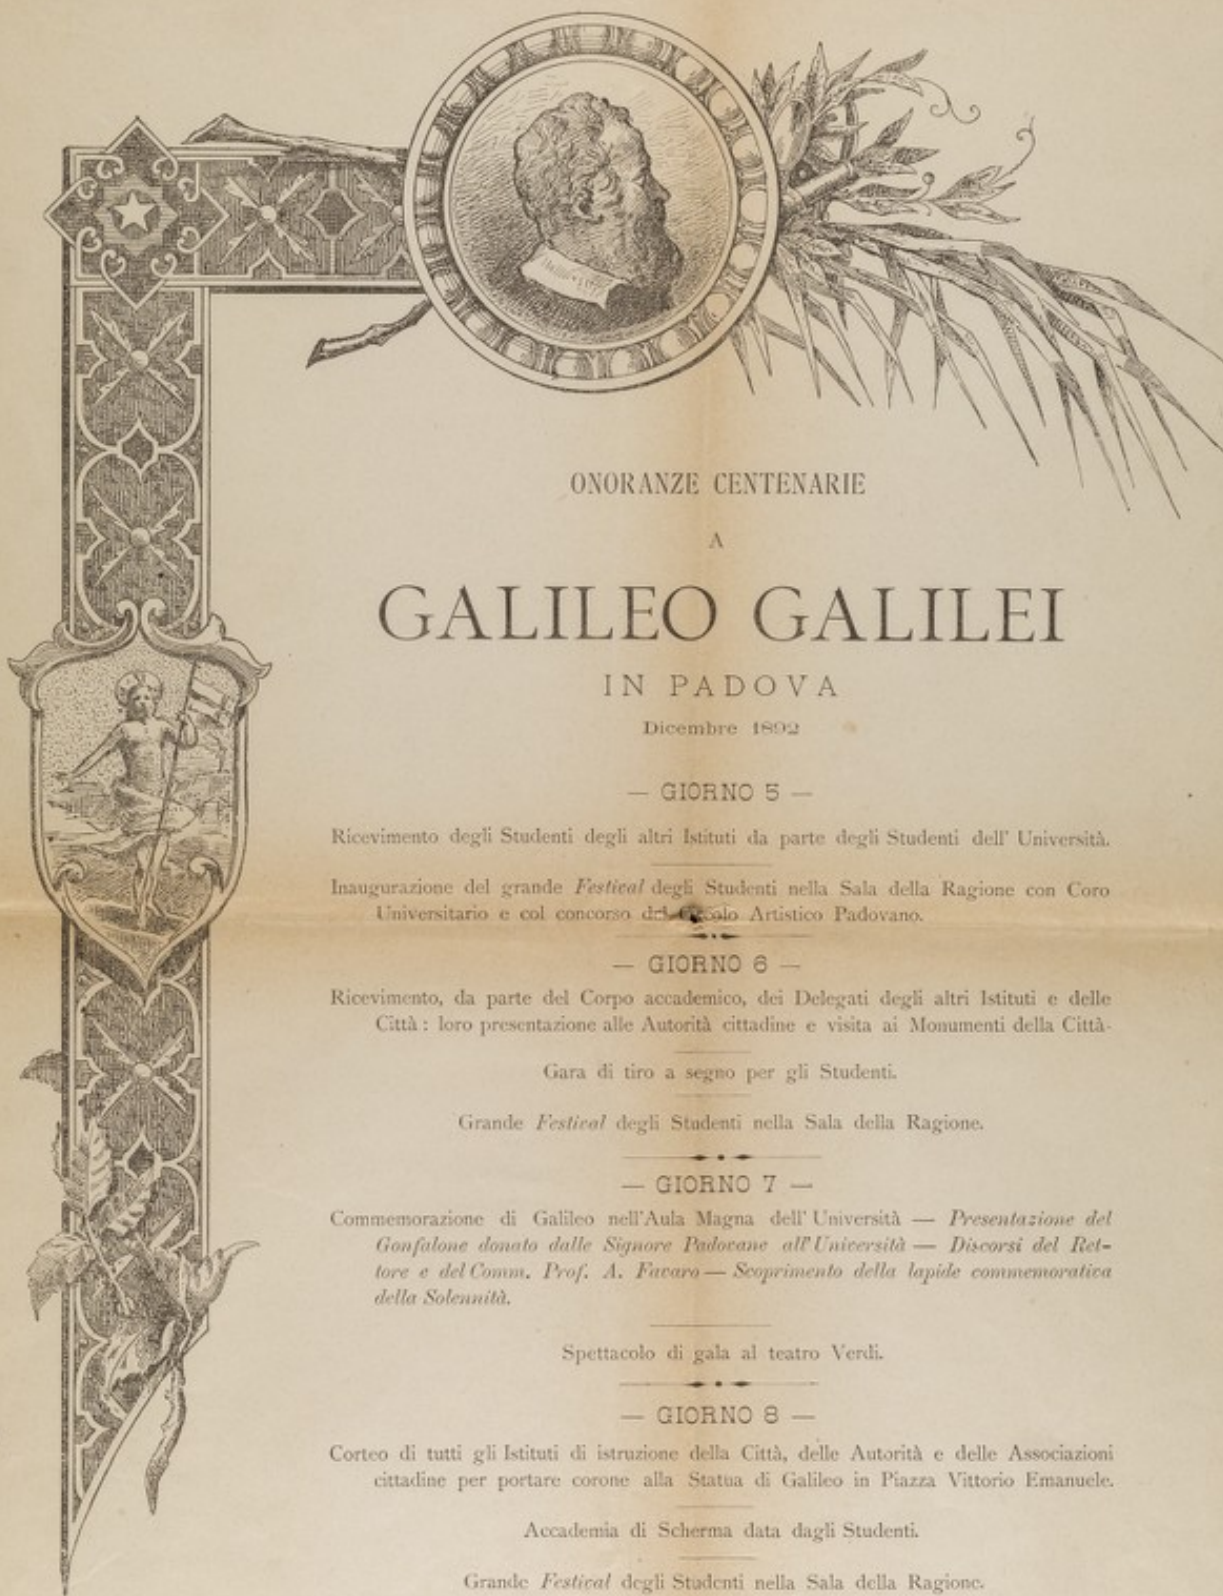 ONORANZE CENTENARIE
A
GALILEO GALILEI
IN PADOVA
Dicembre 1892
— GIORNO 5 —
Ricevimento degli Studenti degli altri Istituti da parte degli Studenti dell' Università.
Inaugurazione del grande Festival degli Studenti nella Sala della Ragione con Coro
Universitario e col concorso del Artistico Padovano.
— GIORNO 6 —
Ricevimento, da parte del Corpo accademico, dei Delegati degli altri Istituti e delle
Città : loro presentazione alle Autorità cittadine e visita ai Monumenti della Città.
Gara di tiro a segno per gli Studenti.
Grande Festival degli Studenti nella Sala della Ragione.
— GIORNO 7 —
Commemorazione di Galileo nell'Aula Magna dell' Università — Presentazione del
Gonfalone donato dalle Signore Padovane all'Università — Discorsi del Ret-
tore e del Comm. Prof. A. Favaro — Scoprimento della lapide commemorativa
della Solennità.
Spettacolo di gala al teatro Verdi.
— GIORNO 8 —
Corteo di tutti gli Istituti di istruzione della Città, delle Autorità e delle Associazioni
cittadine per portare corone alla Statua di Galileo in Piazza Vittorio Emanuele.
Accademia di Scherma data dagli Studenti.
Grande Festival degli Studenti nella Sala della Ragione.